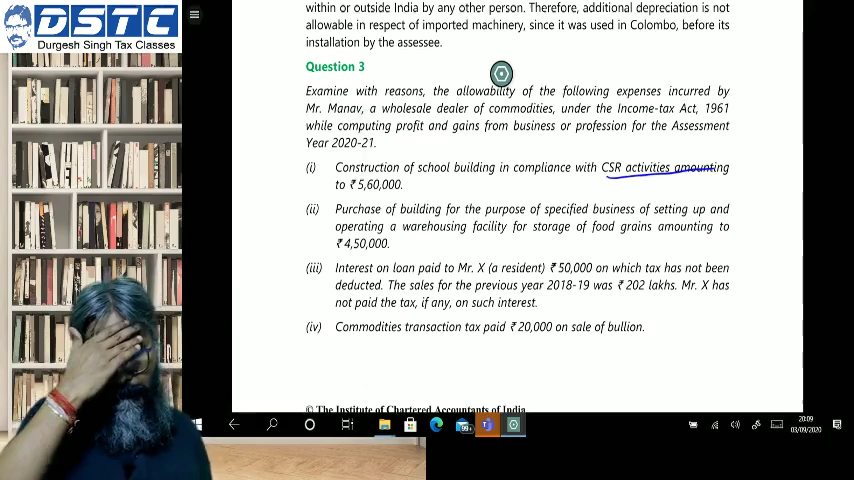 DSTC
Durgesh Singh Tax Classes
within or outside India by any other person. Therefore, additional depreciation is not
allowable in respect of imported machinery, since it was used in Colombo, before its
installation by the assessee.
Question 3
Examine with reasons, the allowability of the following expenses incurred by
Mr. Manav, a wholesale dealer of commodities, under the Income-tax Act, 1961
while computing profit and gains from business or profession for the Assessment
Year 2020-21.
(i) Construction of school building in compliance with CSR activities amounting
to ₹ 5,60,000.
(ii) Purchase of building for the purpose of specified business of setting up and
operating a warehousing facility for storage of food grains amounting to
₹ 4,50,000.
(iii) Interest on loan paid to Mr. X (a resident) ₹ 50,000 on which tax has not been
deducted. The sales for the previous year 2018-19 was ₹ 202 lakhs. Mr. X has
not paid the tax, if any, on such interest.
(iv) Commodities transaction tax paid ₹ 20,000 on sale of bullion.
© The Institute of Chartered Accountants of India
99+
20:09
03/09/2020